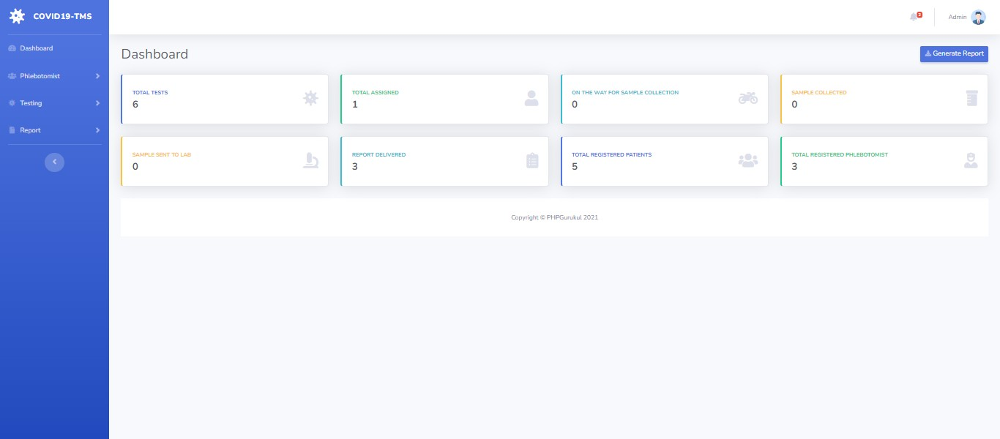 COVID19-TMS
2
Admin
Dashboard
Phlebotomist
Testing
Report
Dashboard
Generate Report
TOTAL TESTS
6
TOTAL ASSIGNED
1
ON THE WAY FOR SAMPLE COLLECTION
0
SAMPLE COLLECTED
0
SAMPLE SENT TO LAB
0
REPORT DELIVERED
3
TOTAL REGISTERED PATIENTS
5
TOTAL REGISTERED PHLEBOTOMIST
3
Copyright © PHPGurukul 2021